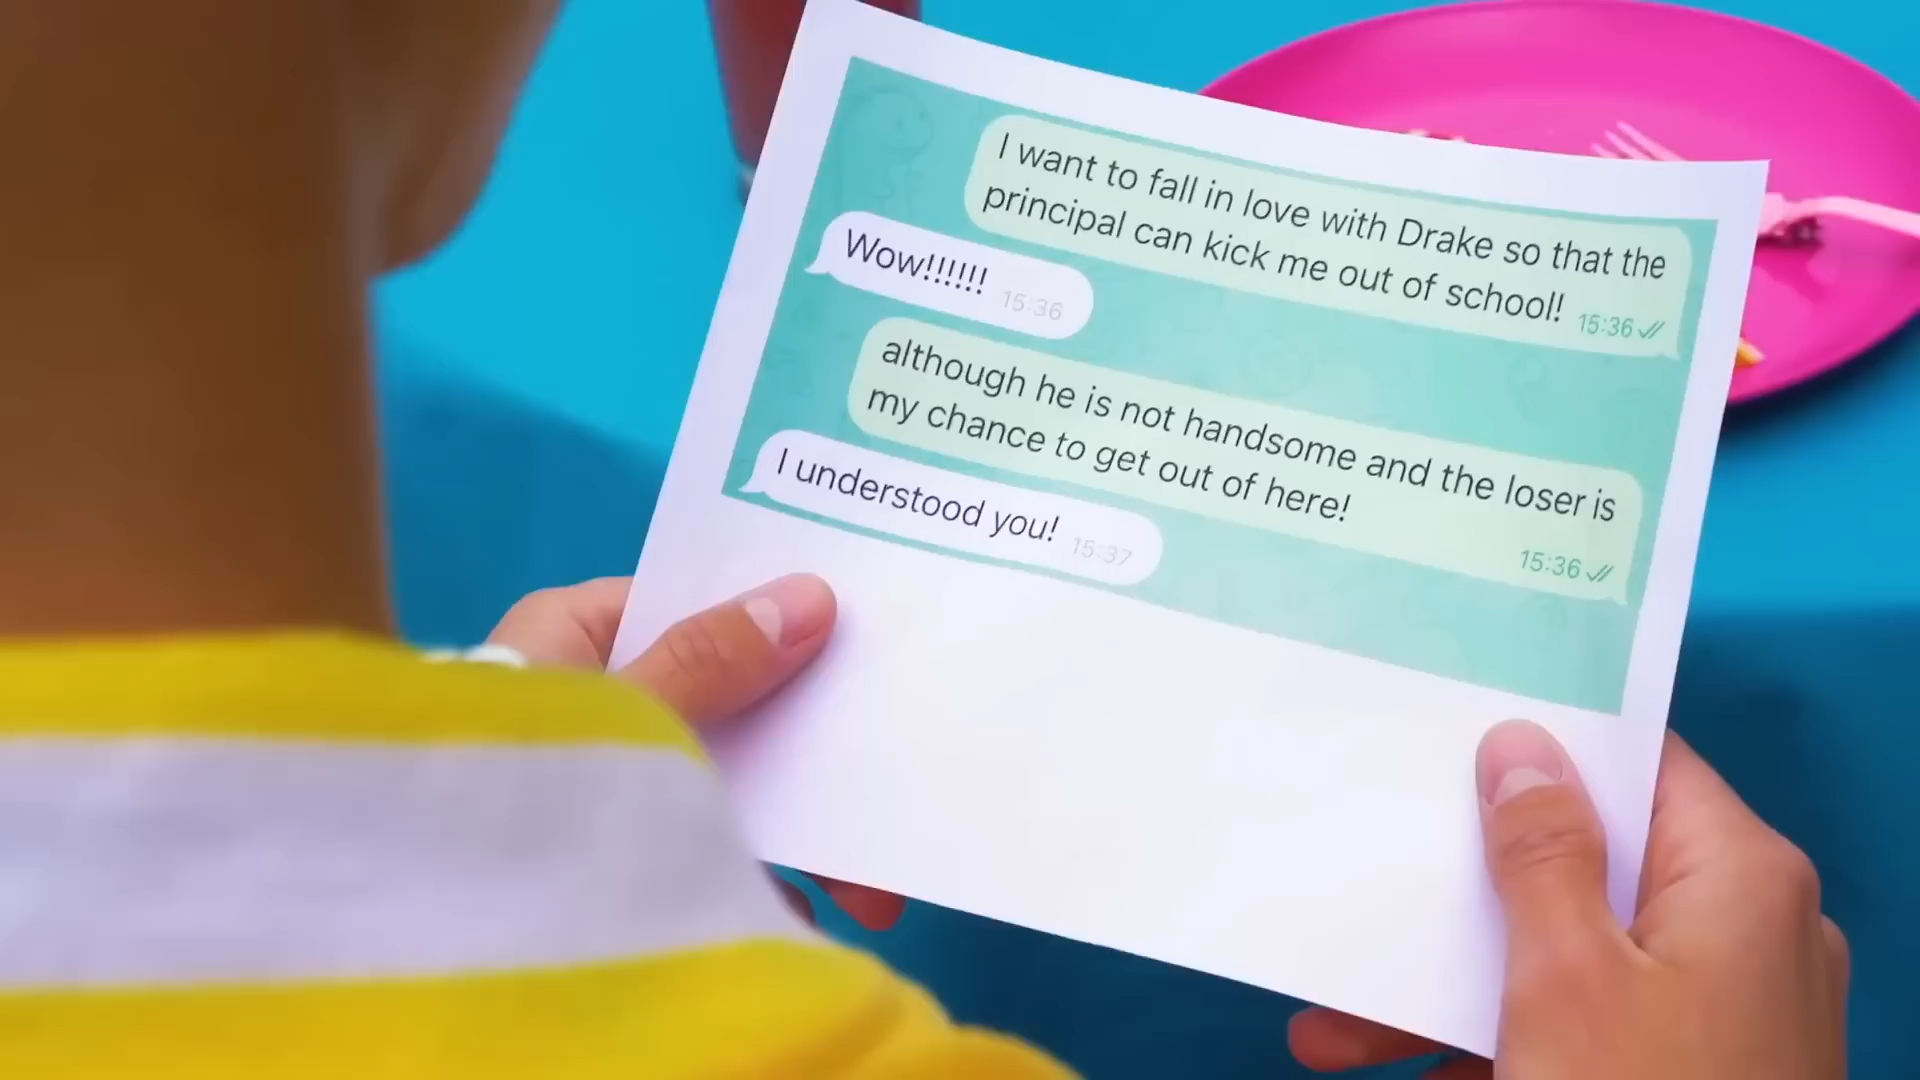 I want to fall in love with Drake so that the
principal can kick me out of school! 15:36
Wow!!!!!! 15:36
although he is not handsome and the loser is
my chance to get out of here!
15:36
I understood you! 15:37